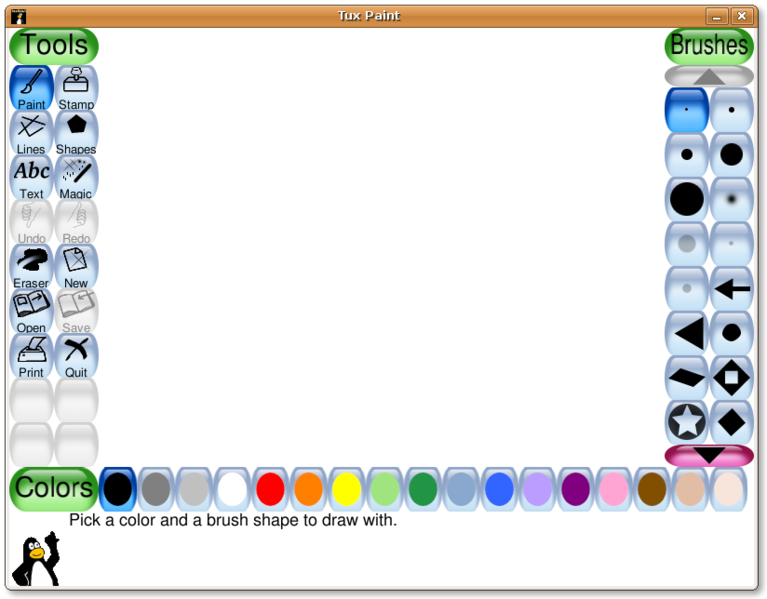 Tux Paint
Tools
Brushes
Paint Stamp
Lines Shapes
Abc
Text Magic
Undo Redo
Eraser New
Open Save
Print Quit
Colors
Pick a color and a brush shape to draw with.